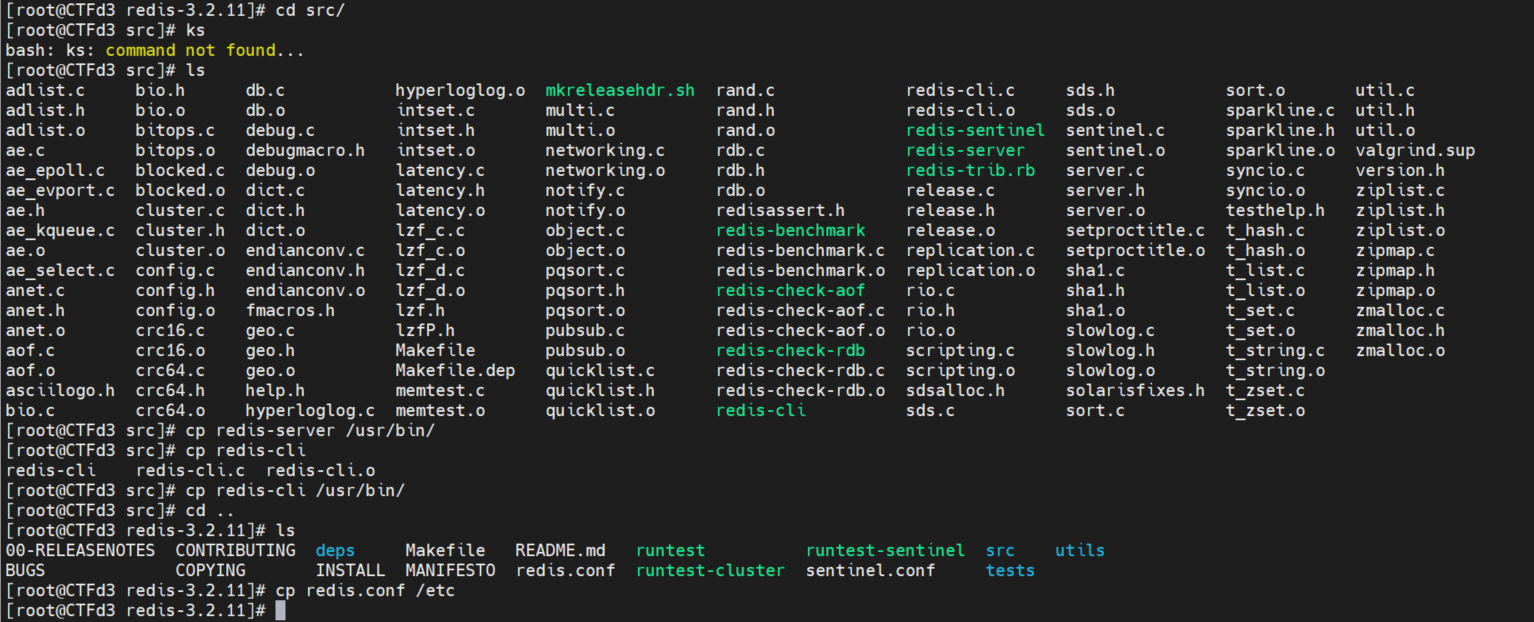 [root@CTFd3 redis-3.2.11]# cd src/
[root@CTFd3 src]# ks
bash: ks: command not found...
[root@CTFd3 src]# ls
adlist.c bio.h db.c hyperloglog.o mkreleasehdr.sh rand.c redis-cli.c sds.h sort.o util.c
adlist.h bio.o db.o intset.c multi.c rand.h redis-cli.o sds.o sparkline.c util.h
adlist.o bitops.c debug.c intset.h multi.o rand.o redis-sentinel sentinel.c sparkline.h util.o
ae.c bitops.o debugmacro.h intset.o networking.c rdb.c redis-server sentinel.o sparkline.o valgrind.sup
ae_epoll.c blocked.c debug.o latency.c networking.o rdb.h redis-trib.rb server.c syncio.c version.h
ae_evport.c blocked.o dict.c latency.h notify.c rdb.o release.c server.h syncio.o ziplist.c
ae.h cluster.c dict.h latency.o notify.o redisassert.h release.h server.o testhelp.h ziplist.h
ae_kqueue.c cluster.h dict.o lzf_c.c object.c redis-benchmark release.o setproctitle.c t_hash.c ziplist.o
ae.o cluster.o endianconv.c lzf_c.o object.o redis-benchmark.c replication.c setproctitle.o t_hash.o zipmap.c
ae_select.c config.c endianconv.h lzf_d.c pqsort.c redis-benchmark.o replication.o sha1.c t_list.c zipmap.h
anet.c config.h endianconv.o lzf_d.o pqsort.h redis-check-aof rio.c sha1.h t_list.o zipmap.o
anet.h config.o fmacros.h lzf.h pqsort.o redis-check-aof.c rio.h sha1.o t_set.c zmalloc.c
anet.o crc16.c geo.c lzfP.h pubsub.c redis-check-aof.o rio.o slowlog.c t_set.o zmalloc.h
aof.c crc16.o geo.h Makefile pubsub.o redis-check-rdb scripting.c slowlog.h t_string.c zmalloc.o
aof.o crc64.c geo.o Makefile.dep quicklist.c redis-check-rdb.c scripting.o slowlog.o t_string.o
asciilogo.h crc64.h help.h memtest.c quicklist.h redis-check-rdb.o sdsalloc.h solarisfixes.h t_zset.c
bio.c crc64.o hyperloglog.c memtest.o quicklist.o redis-cli sds.c sort.c t_zset.o
[root@CTFd3 src]# cp redis-server /usr/bin/
[root@CTFd3 src]# cp redis-cli
redis-cli redis-cli.c redis-cli.o
[root@CTFd3 src]# cp redis-cli /usr/bin/
[root@CTFd3 src]# cd ..
[root@CTFd3 redis-3.2.11]# ls
00-RELEASENOTES CONTRIBUTING deps Makefile README.md runtest runtest-sentinel src utils
BUGS COPYING INSTALL MANIFESTO redis.conf runtest-cluster sentinel.conf tests
[root@CTFd3 redis-3.2.11]# cp redis.conf /etc
[root@CTFd3 redis-3.2.11]#